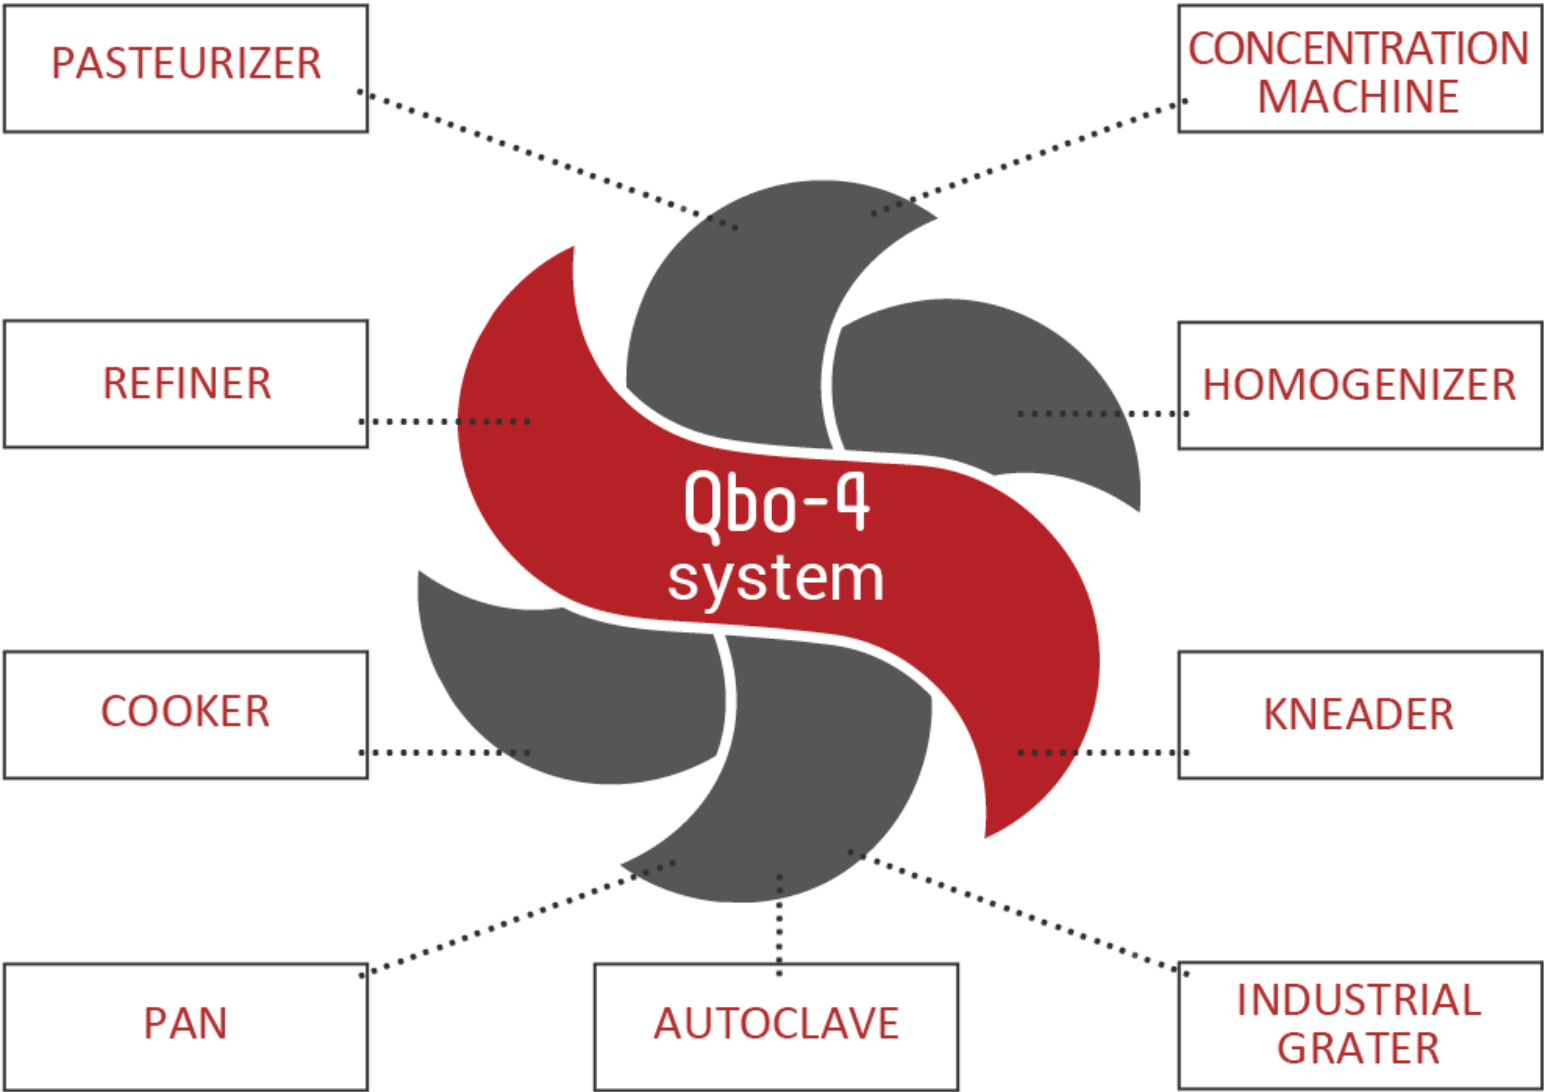 PASTEURIZER
CONCENTRATION
MACHINE
REFINER
HOMOGENIZER
Qbo-4
system
COOKER
KNEADER
PAN
AUTOCLAVE
INDUSTRIAL
GRATER